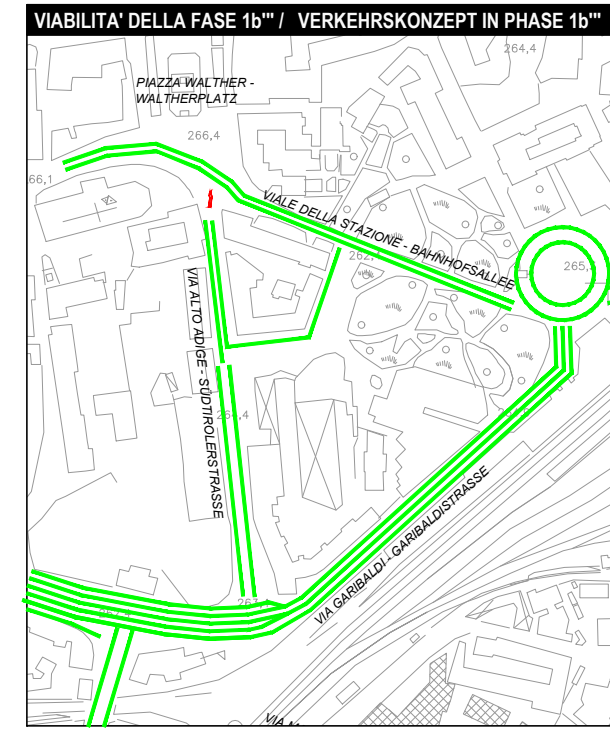 VIABILITA' DELLA FASE 1b''' / VERKEHRSKONZEPT IN PHASE 1b'''
264,4
PIAZZA WALTHER -
WALTHERPLATZ
266,4
66,1
VIALE DELLA STAZIONE - BAHNHOFSALLEE
262,
265,
VIA ALTO ADIGE - SÜDTIROLERSTRASSE
VIA GARIBALDI - GARIBALDISTRASSE